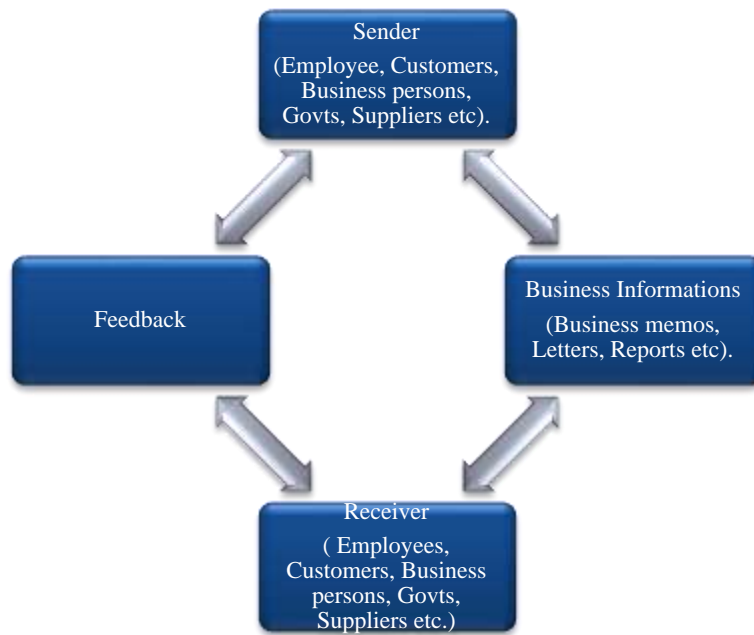 Sender
(Employee, Customers,
Business persons,
Govts, Suppliers etc).
Feedback
Business Informations
(Business memos,
Letters, Reports etc).
Receiver
( Employees,
Customers, Business
persons, Govts,
Suppliers etc.)